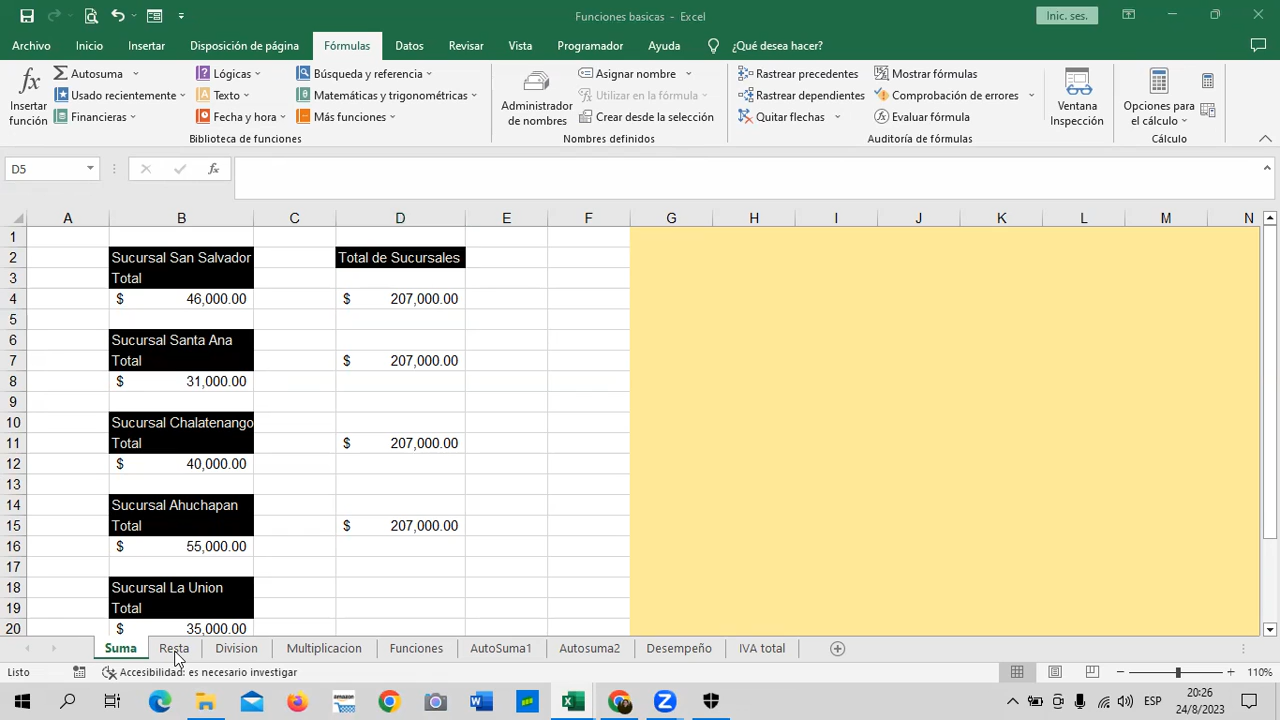 Funciones basicas - Excel
Inic. ses.
Archivo Inicio Insertar Disposición de página Fórmulas Datos Revisar Vista Programador Ayuda ¿Qué desea hacer?
Insertar función
Autosuma
Usado recientemente
Financieras
Lógicas
Texto
Fecha y hora
Búsqueda y referencia
Matemáticas y trigonométricas
Más funciones
Biblioteca de funciones
Administrador de nombres
Asignar nombre
Utilizar en la fórmula
Crear desde la selección
Nombres definidos
Rastrear precedentes
Rastrear dependientes
Quitar flechas
Mostrar fórmulas
Comprobación de errores
Evaluar fórmula
Auditoría de fórmulas
Ventana Inspección
Opciones para el cálculo
Cálculo
D5
fx
A B C D E F G H I J K L M N
1
2 Sucursal San Salvador Total de Sucursales
3 Total
4 $ 46,000.00 $ 207,000.00
5
6 Sucursal Santa Ana
7 Total $ 207,000.00
8 $ 31,000.00
9
10 Sucursal Chalatenango
11 Total $ 207,000.00
12 $ 40,000.00
13
14 Sucursal Ahuchapan
15 Total $ 207,000.00
16 $ 55,000.00
17
18 Sucursal La Union
19 Total
20 $ 35,000.00
Suma Resta Division Multiplicacion Funciones AutoSuma1 Autosuma2 Desempeño IVA total
Listo Accesibilidad: es necesario investigar 110%
ESP
20:26
24/8/2023